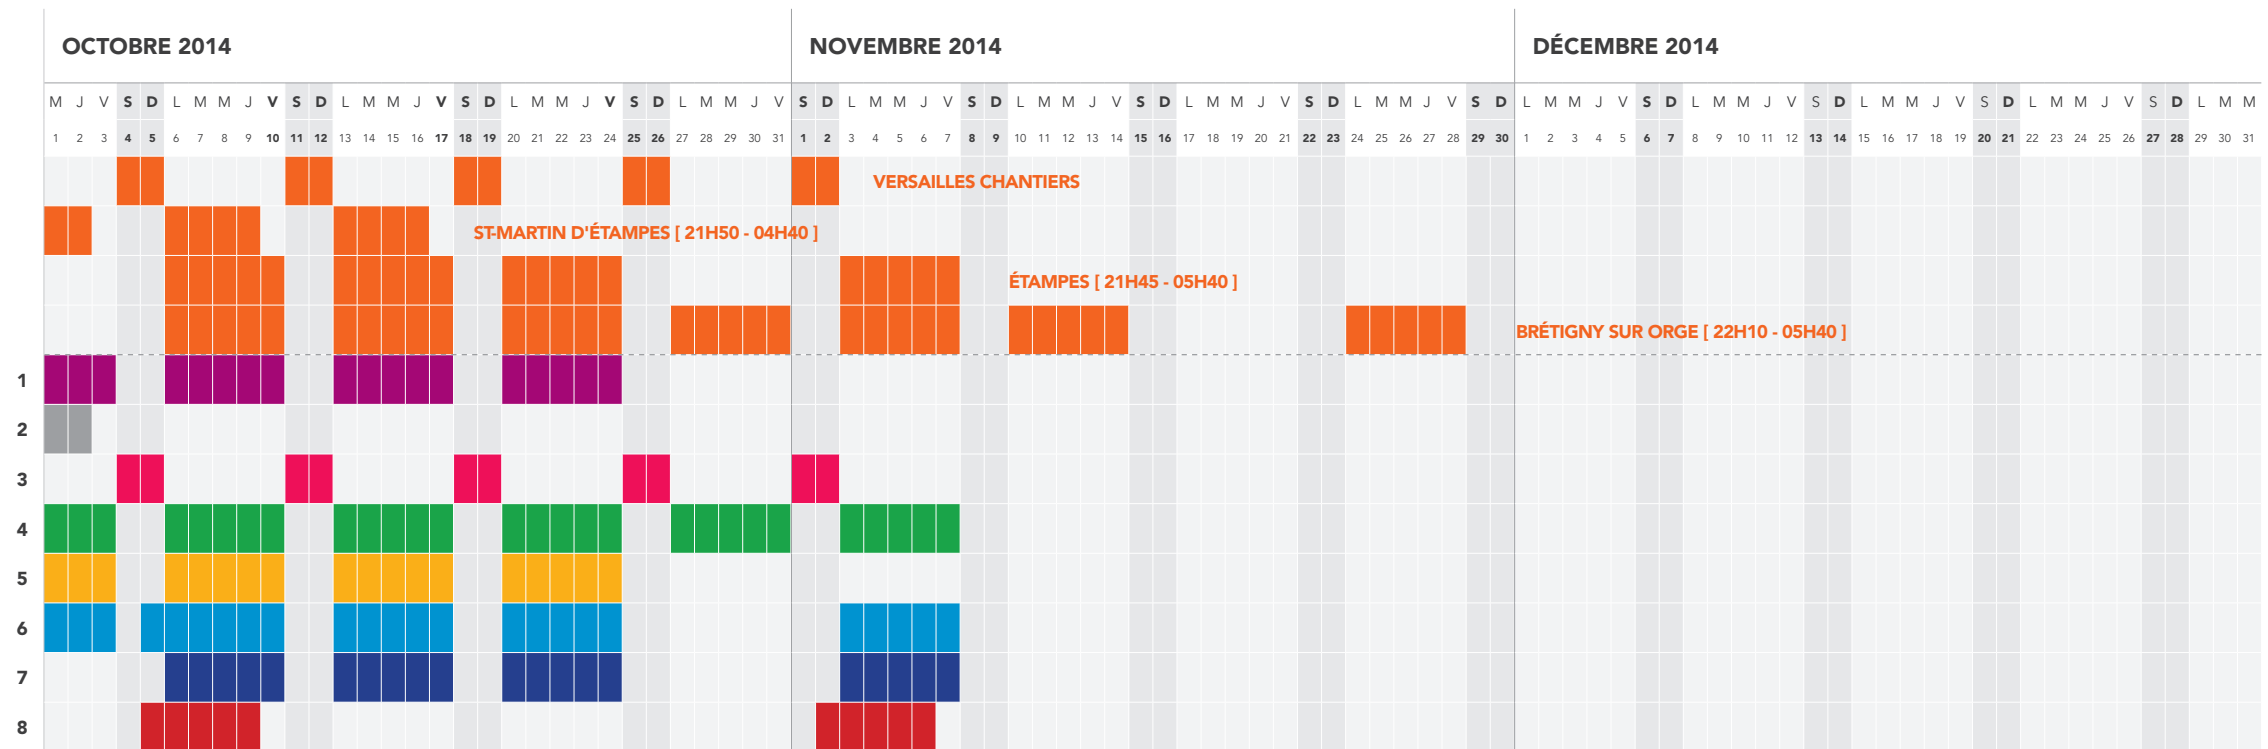 OCTOBRE 2014 NOVEMBRE 2014 DÉCEMBRE 2014
M J V S D L M M J V S D L M M J V S D L M M J V S D L M M J V S D L M M J V S D L M M J V S D L M M J V S D L M M J V S D L M M J V S D L M M J V S D L M M J V S D L M M J V S D L M M
1 2 3 4 5 6 7 8 9 10 11 12 13 14 15 16 17 18 19 20 21 22 23 24 25 26 27 28 29 30 31 1 2 3 4 5 6 7 8 9 10 11 12 13 14 15 16 17 18 19 20 21 22 23 24 25 26 27 28 29 30 1 2 3 4 5 6 7 8 9 10 11 12 13 14 15 16 17 18 19 20 21 22 23 24 25 26 27 28 29 30 31
VERSAILLES CHANTIERS
ST-MARTIN D'ÉTAMPES [ 21H50 - 04H40 ]
ÉTAMPES [ 21H45 - 05H40 ]
BRÉTIGNY SUR ORGE [ 22H10 - 05H40 ]
1
2
3
4
5
6
7
8